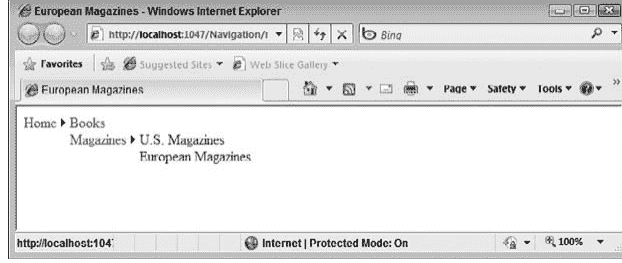 European Magazines - Windows Internet Explorer
http://localhost:1047/Navigation/ Bing
Favorites Suggested Sites Web Slice Gallery
European Magazines Page Safety Tools »
Home Books
Magazines U.S. Magazines
European Magazines
http://localhost:104 Internet | Protected Mode: On 100%